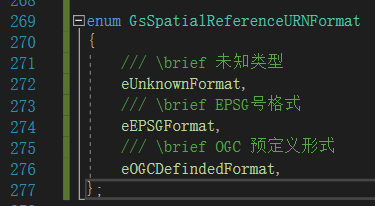 269 enum GsSpatialReferenceURNFormat
270 {
271 /// \brief 未知类型
272 eUnknownFormat,
273 /// \brief EPSG号格式
274 eEPSGFormat,
275 /// \brief OGC 预定义形式
276 eOGCDefindedFormat,
277 };